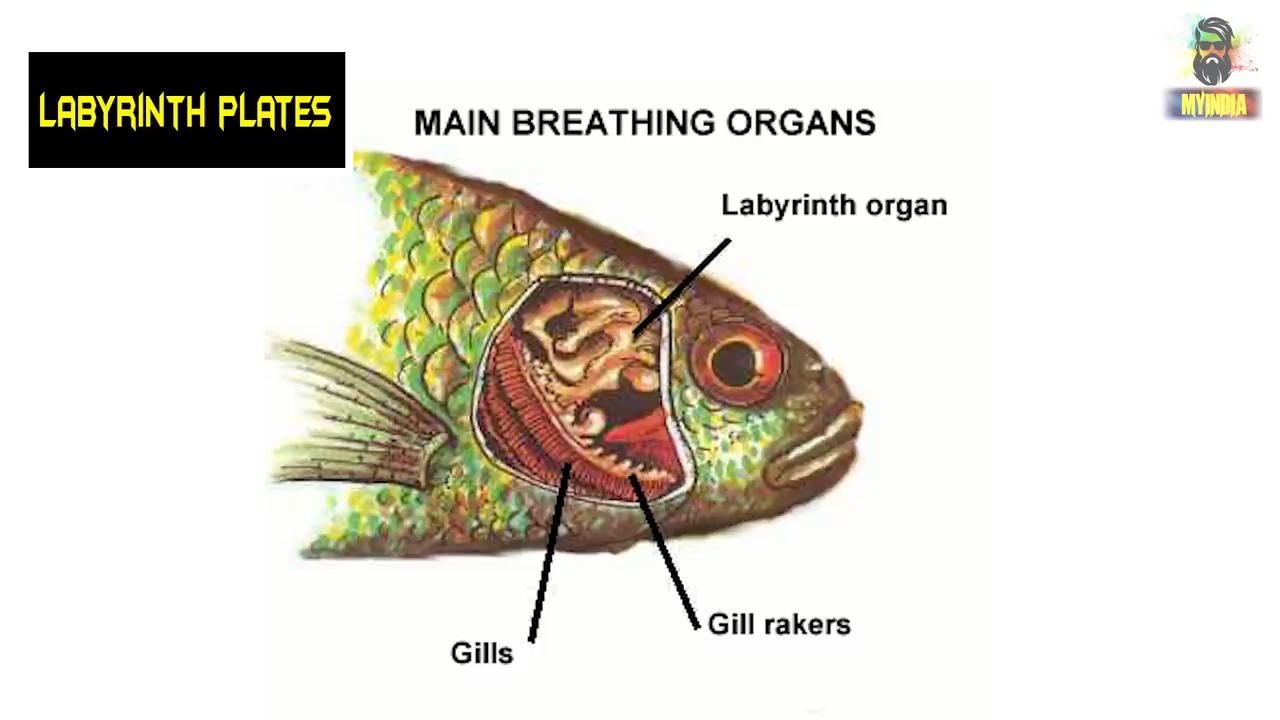 LABYRINTH PLATES
MYINDIA
MAIN BREATHING ORGANS
Labyrinth organ
Gill rakers
Gills